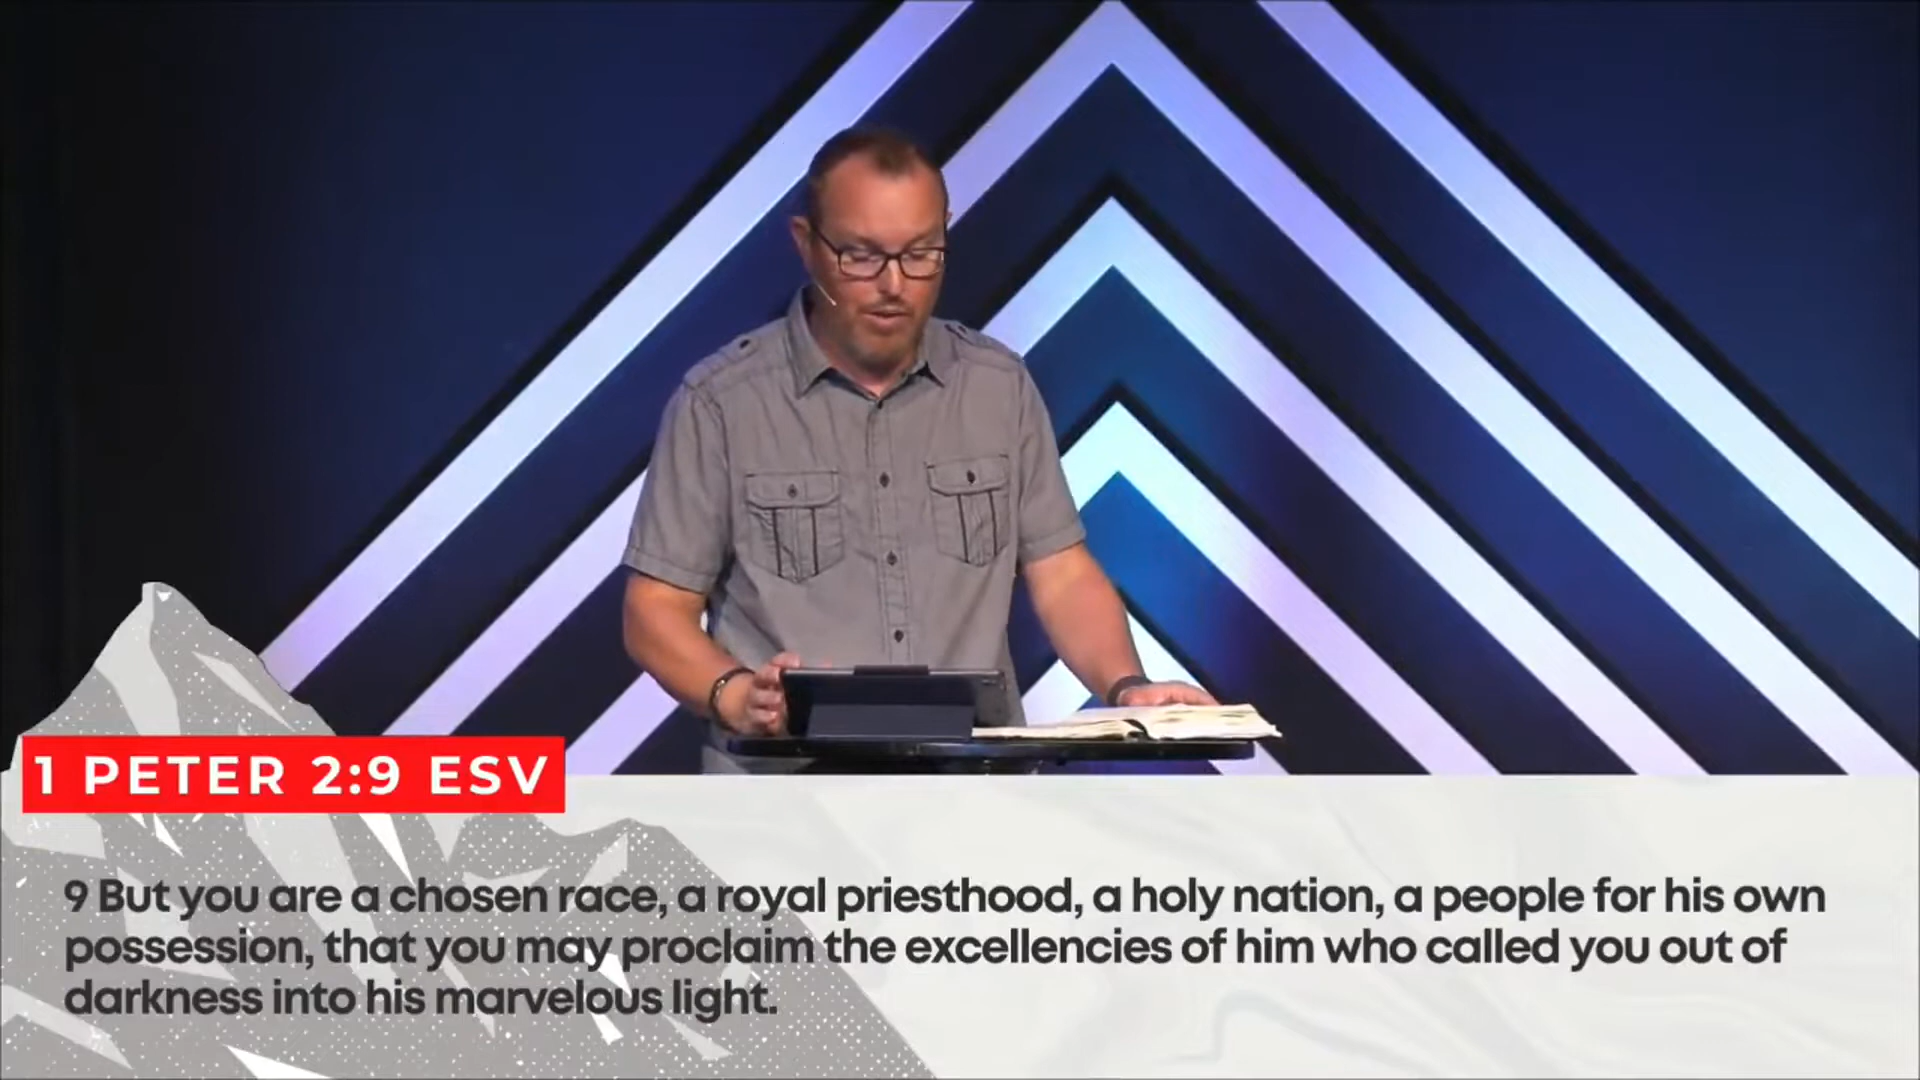 1 PETER 2:9 ESV
9 But you are a chosen race, a royal priesthood, a holy nation, a people for his own
possession, that you may proclaim the excellencies of him who called you out of
darkness into his marvelous light.